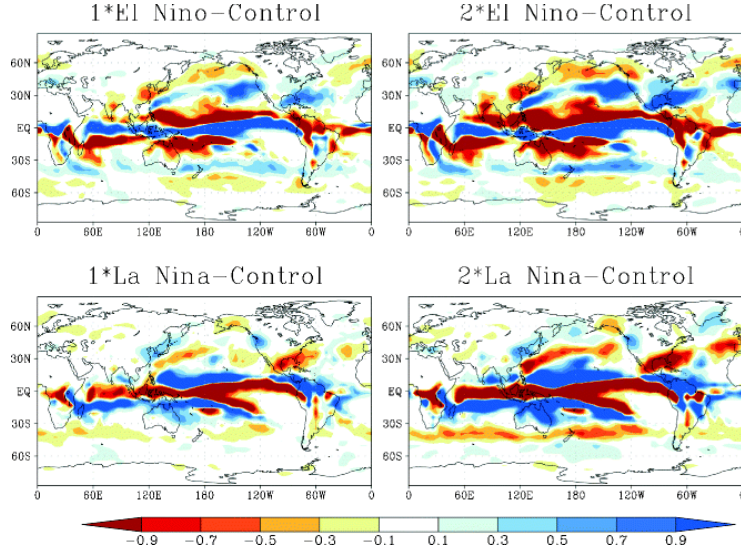 1*El Nino-Control
2*El Nino-Control
60N
30N
EQ
30S
60S
0 60E 120E 180 120W 60W 0
60N
30N
EQ
30S
60S
0 60E 120E 180 120W 60W 0
1*La Nina-Control
2*La Nina-Control
60N
30N
EQ
30S
60S
0 60E 120E 180 120W 60W 0
60N
30N
EQ
30S
60S
0 60E 120E 180 120W 60W 0
-0.9 -0.7 -0.5 -0.3 -0.1 0.1 0.3 0.5 0.7 0.9